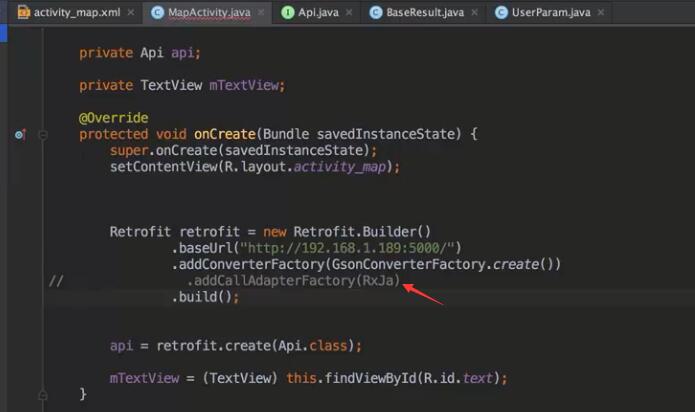 activity_map.xml × MapActivity.java × Api.java × BaseResult.java × UserParam.java ×
private Api api;
private TextView mTextView;
@Override
protected void onCreate(Bundle savedInstanceState) {
super.onCreate(savedInstanceState);
setContentView(R.layout.activity_map);
Retrofit retrofit = new Retrofit.Builder()
.baseUrl("http://192.168.1.189:5000/")
.addConverterFactory(GsonConverterFactory.create())
// .addCallAdapterFactory(RxJa)
.build();
api = retrofit.create(Api.class);
mTextView = (TextView) this.findViewById(R.id.text);
}